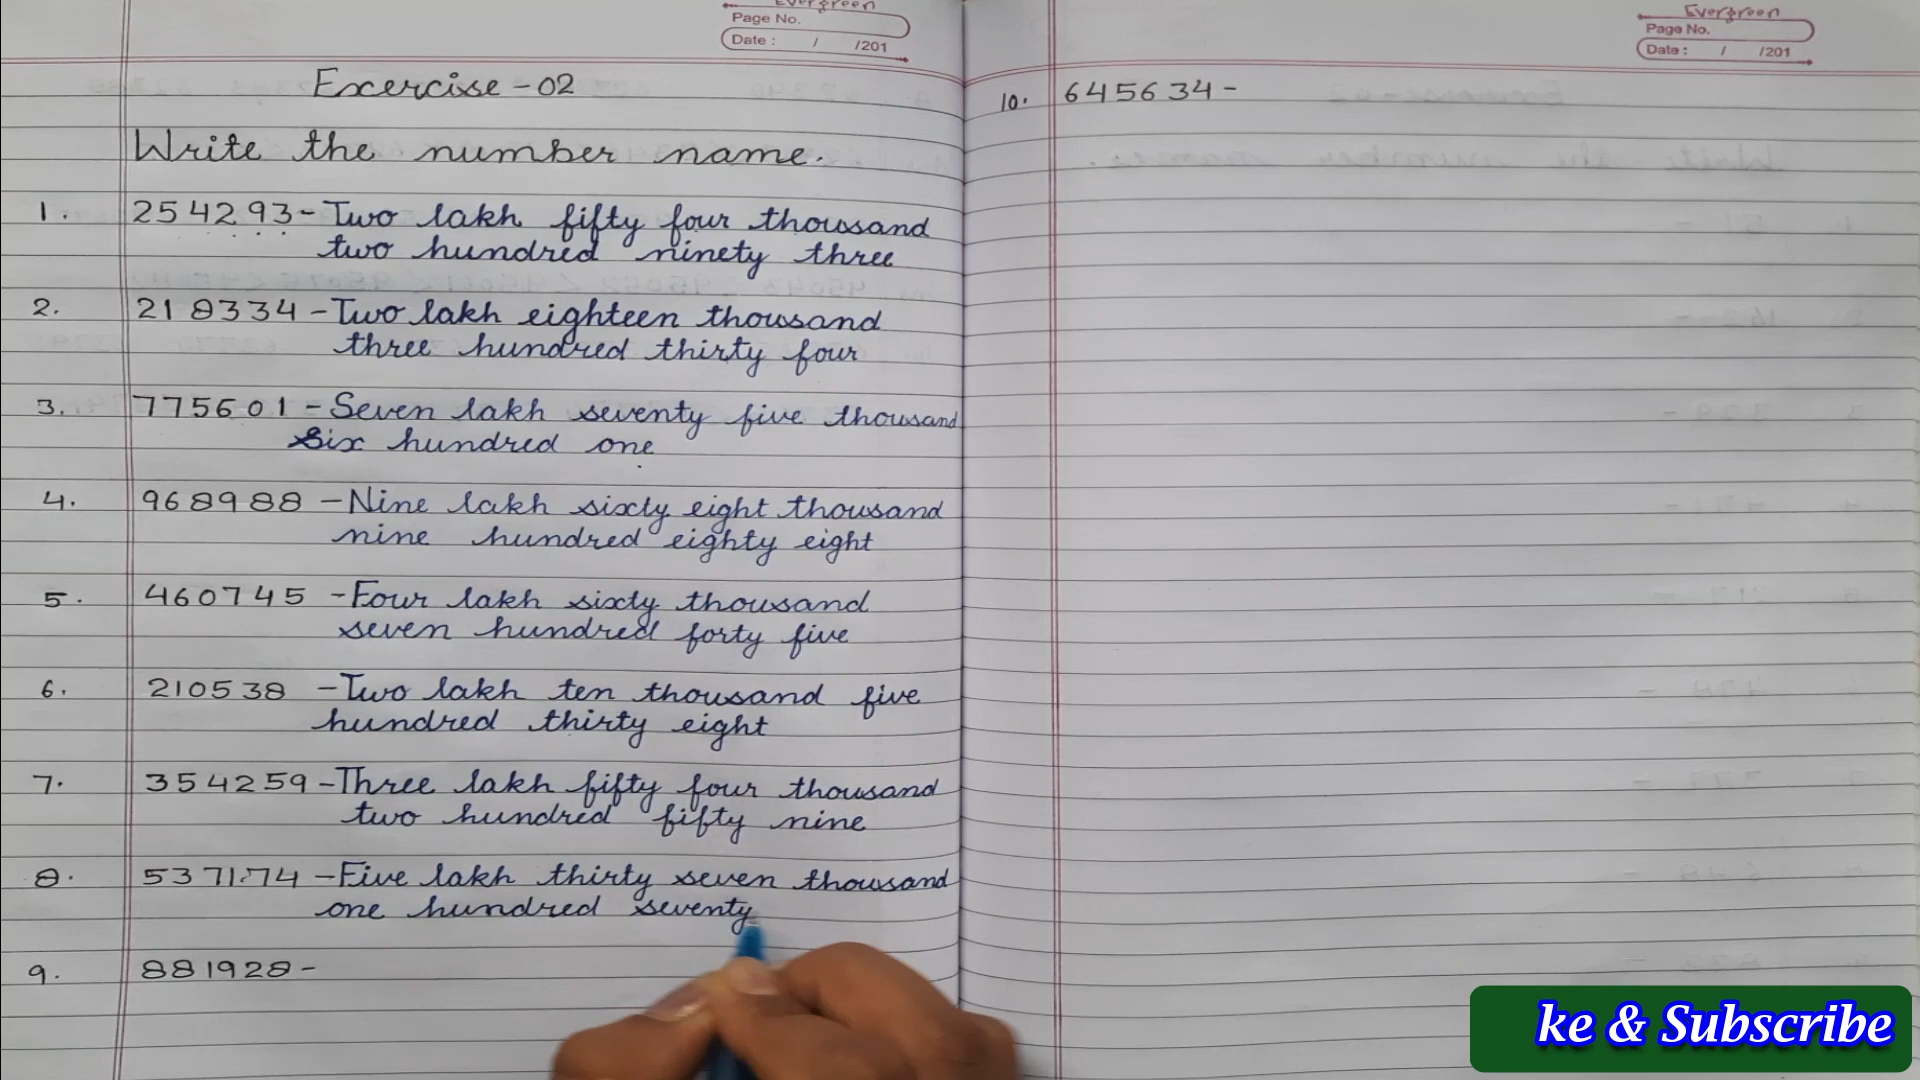 Evergreen
Page No.
Date : / /201
Excercise - 02
Write the number name.
1. 254293 - Two lakh fifty four thousand
two hundred ninety three
2. 218334 - Two lakh eighteen thousand
three hundred thirty four
3. 775601 - Seven lakh seventy five thousand
Six hundred one
4. 968988 - Nine lakh sixty eight thousand
nine hundred eighty eight
5. 460745 - Four lakh sixty thousand
seven hundred forty five
6. 210538 - Two lakh ten thousand five
hundred thirty eight
7. 354259 - Three lakh fifty four thousand
two hundred fifty nine
8. 537174 - Five lakh thirty seven thousand
one hundred seventy
9. 881928 -
Evergreen
Page No.
Date : / /201
10. 645634 -
ke & Subscribe